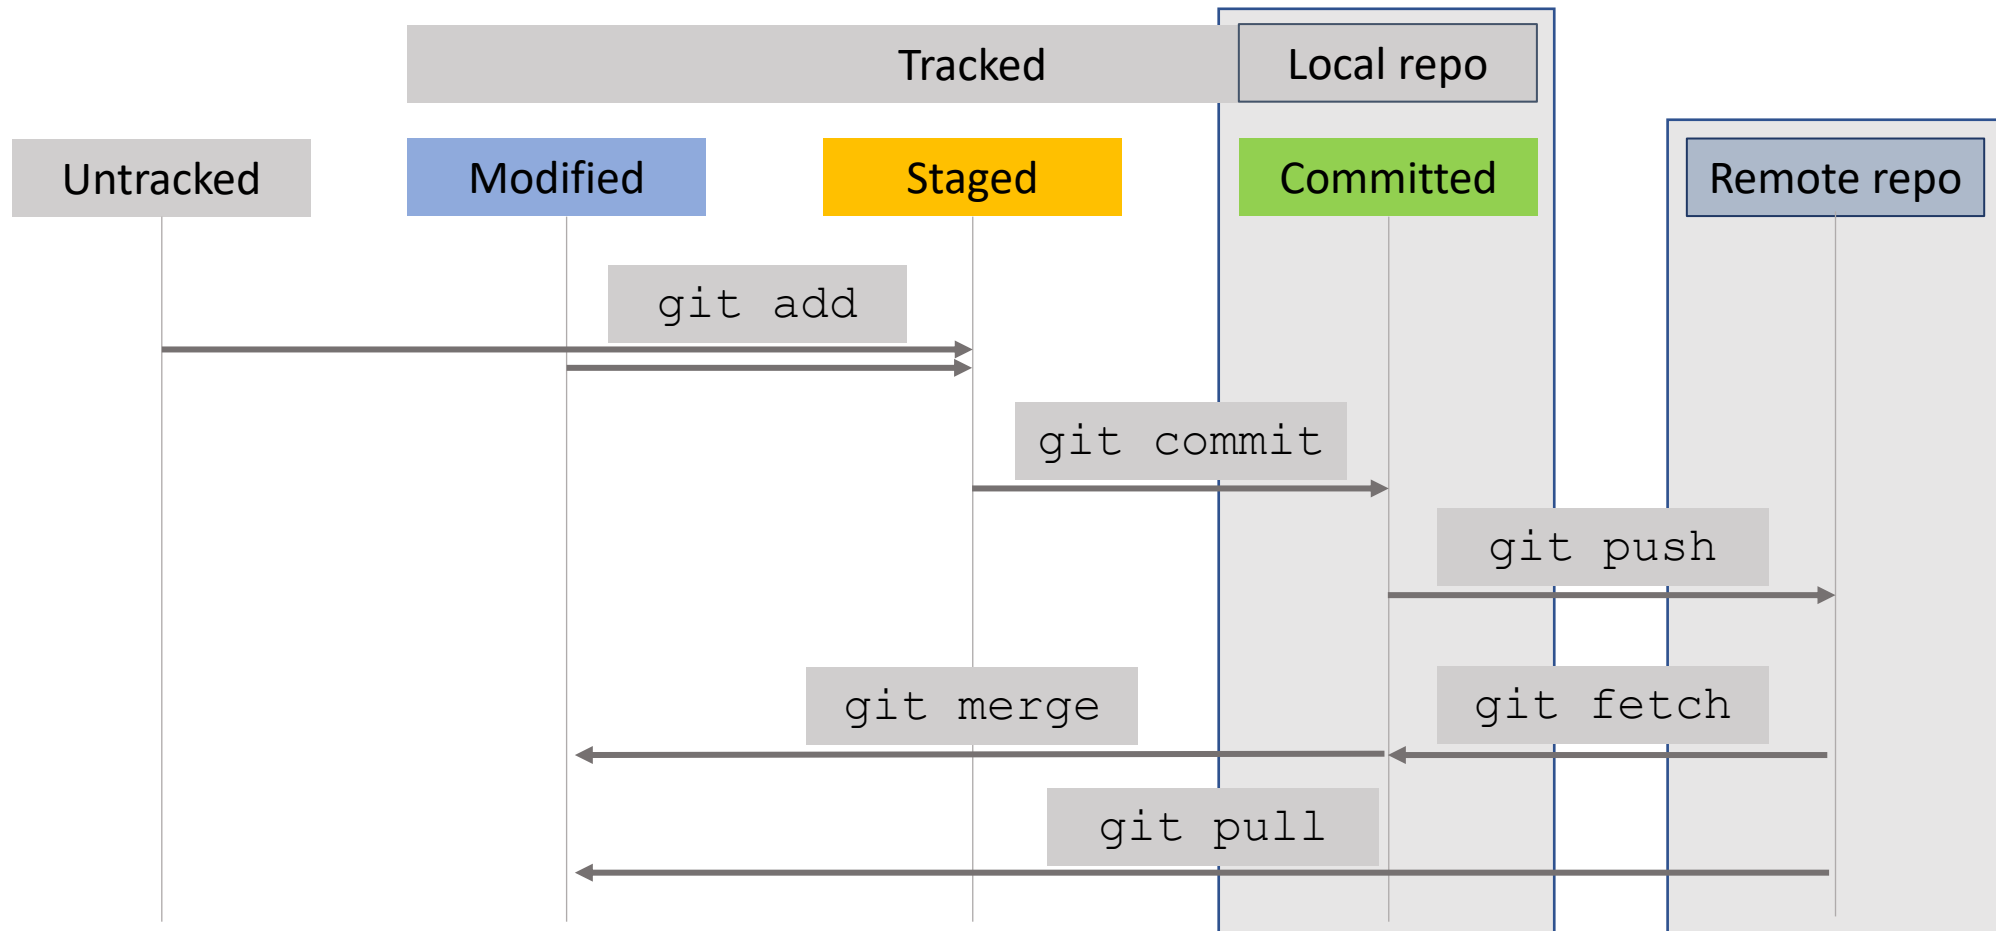 Tracked
Local repo
Untracked
Modified
Staged
Committed
Remote repo
git add
git commit
git push
git merge
git fetch
git pull